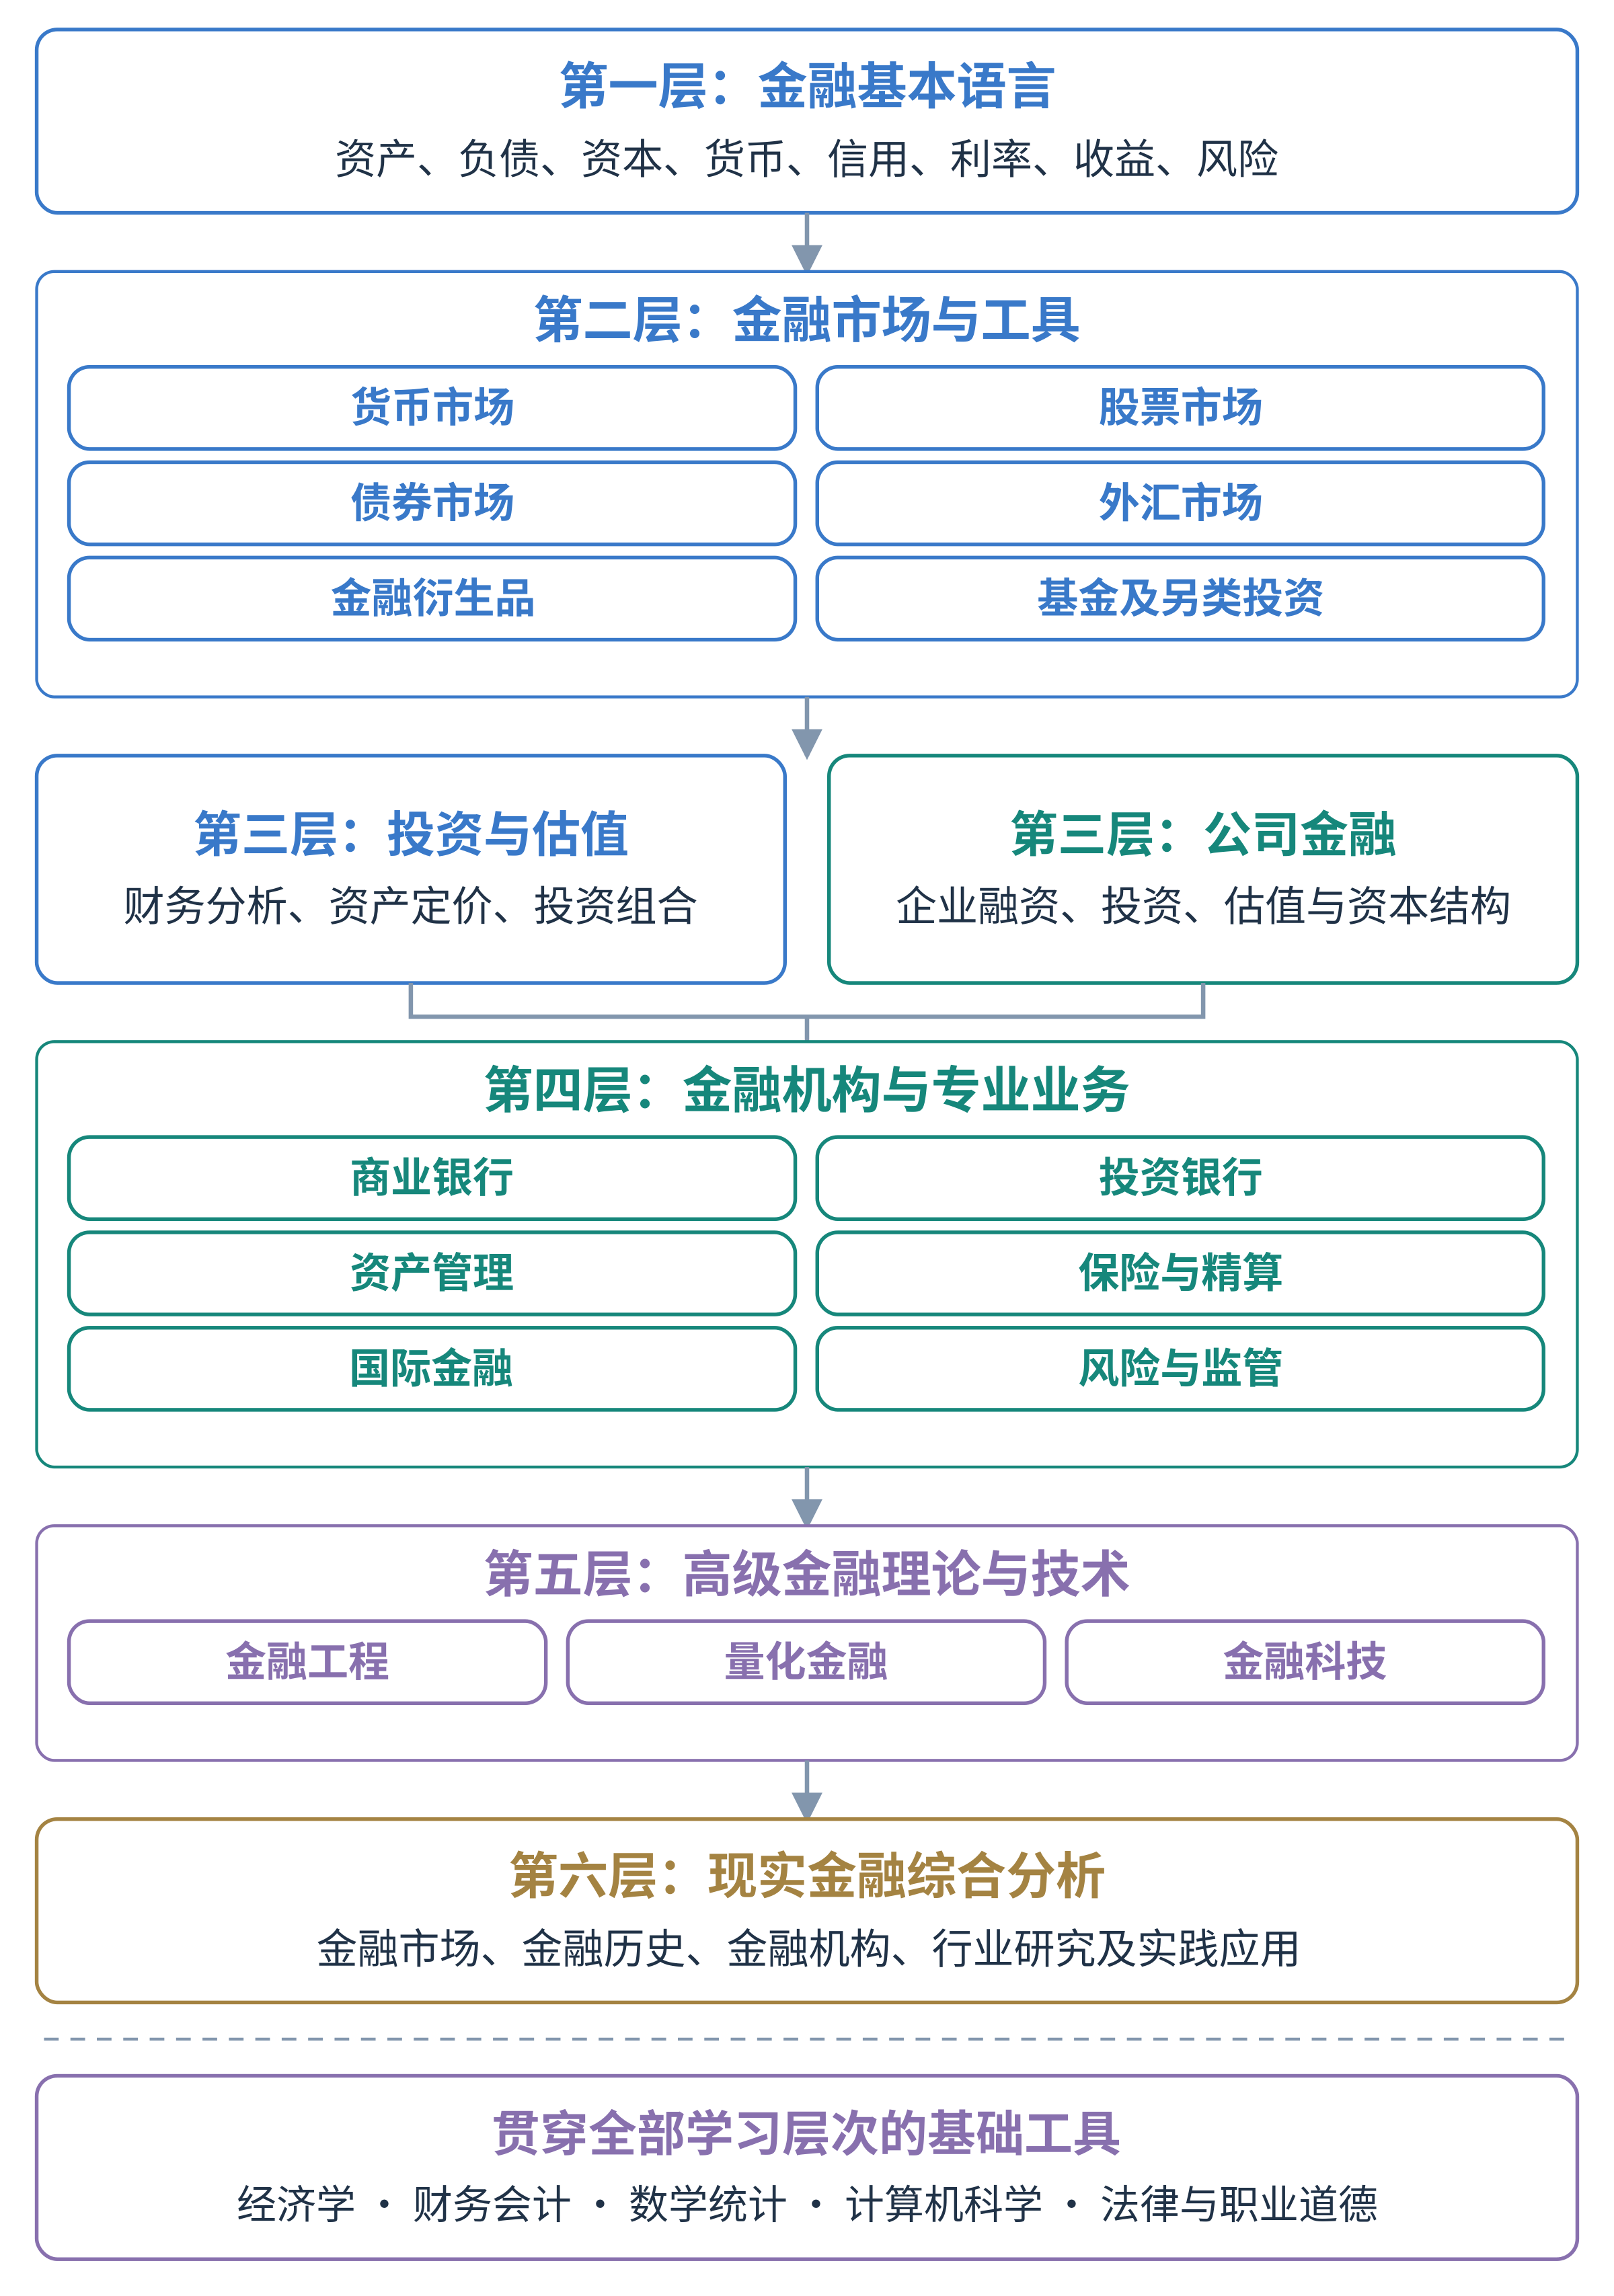 第一层：金融基本语言
资产、负债、资本、货币、信用、利率、收益、风险
第二层：金融市场与工具
货币市场
股票市场
债券市场
外汇市场
金融衍生品
基金及另类投资
第三层：投资与估值
财务分析、资产定价、投资组合
第三层：公司金融
企业融资、投资、估值与资本结构
第四层：金融机构与专业业务
商业银行
投资银行
资产管理
保险与精算
国际金融
风险与监管
第五层：高级金融理论与技术
金融工程
量化金融
金融科技
第六层：现实金融综合分析
金融市场、金融历史、金融机构、行业研究及实践应用
贯穿全部学习层次的基础工具
经济学 · 财务会计 · 数学统计 · 计算机科学 · 法律与职业道德